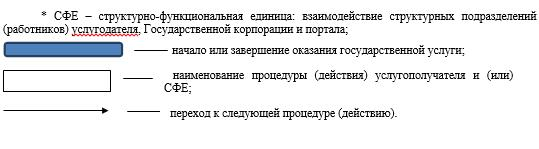 * СФЕ – структурно-функциональная единица: взаимодействие структурных подразделений
(работников) услугодателя, Государственной корпорации и портала;
начало или завершение оказания государственной услуги;
наименование процедуры (действия) услугополучателя и (или)
СФЕ;
переход к следующей процедуре (действию).